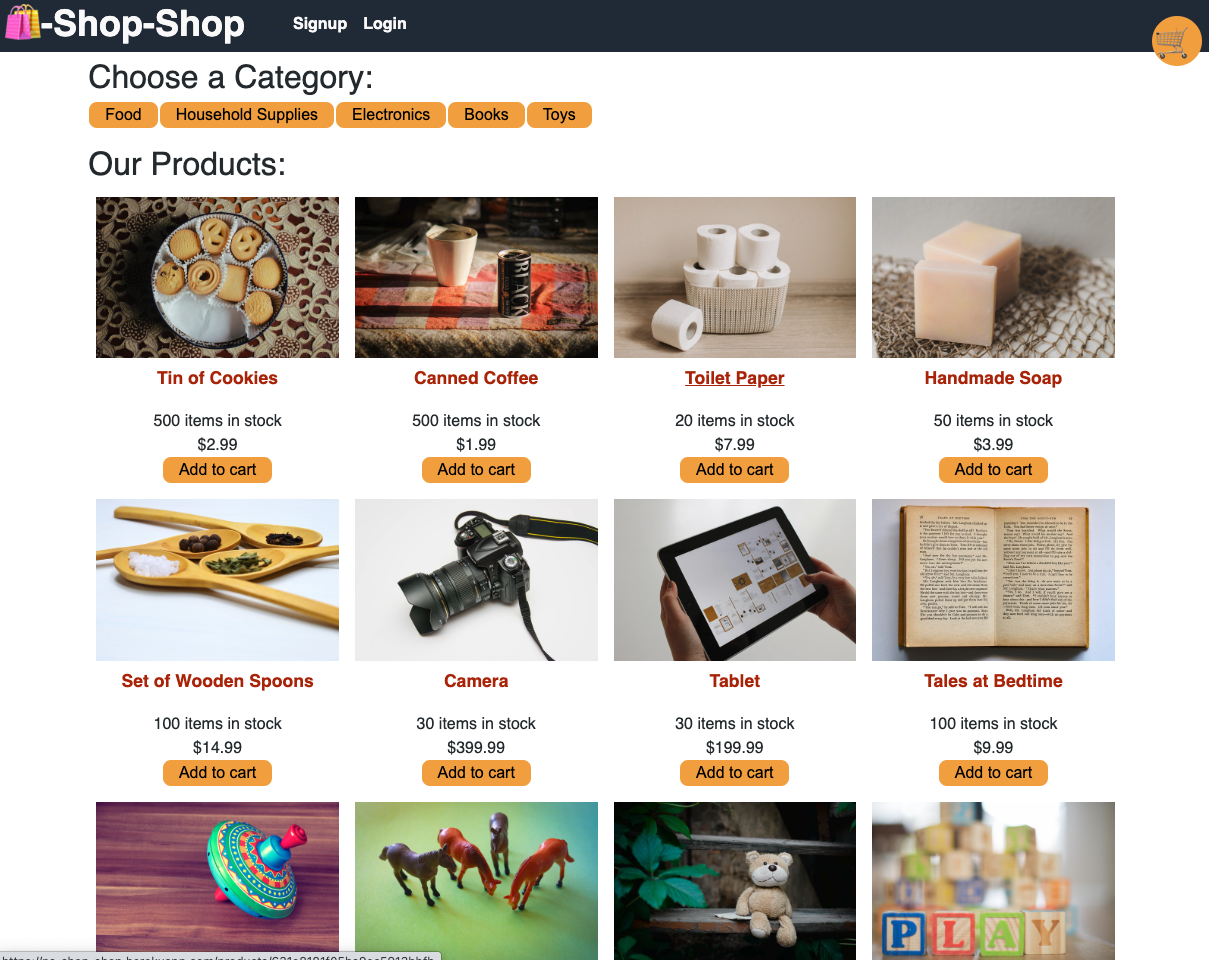 -Shop-Shop
Signup Login
Choose a Category:
Food Household Supplies Electronics Books Toys
Our Products:
BLACK
Tin of Cookies Canned Coffee Toilet Paper Handmade Soap
500 items in stock 500 items in stock 20 items in stock 50 items in stock
$2.99 $1.99 $7.99 $3.99
Add to cart Add to cart Add to cart Add to cart
Set of Wooden Spoons Camera Tablet Tales at Bedtime
100 items in stock 30 items in stock 30 items in stock 100 items in stock
$14.99 $399.99 $199.99 $9.99
Add to cart Add to cart Add to cart Add to cart
PLAY